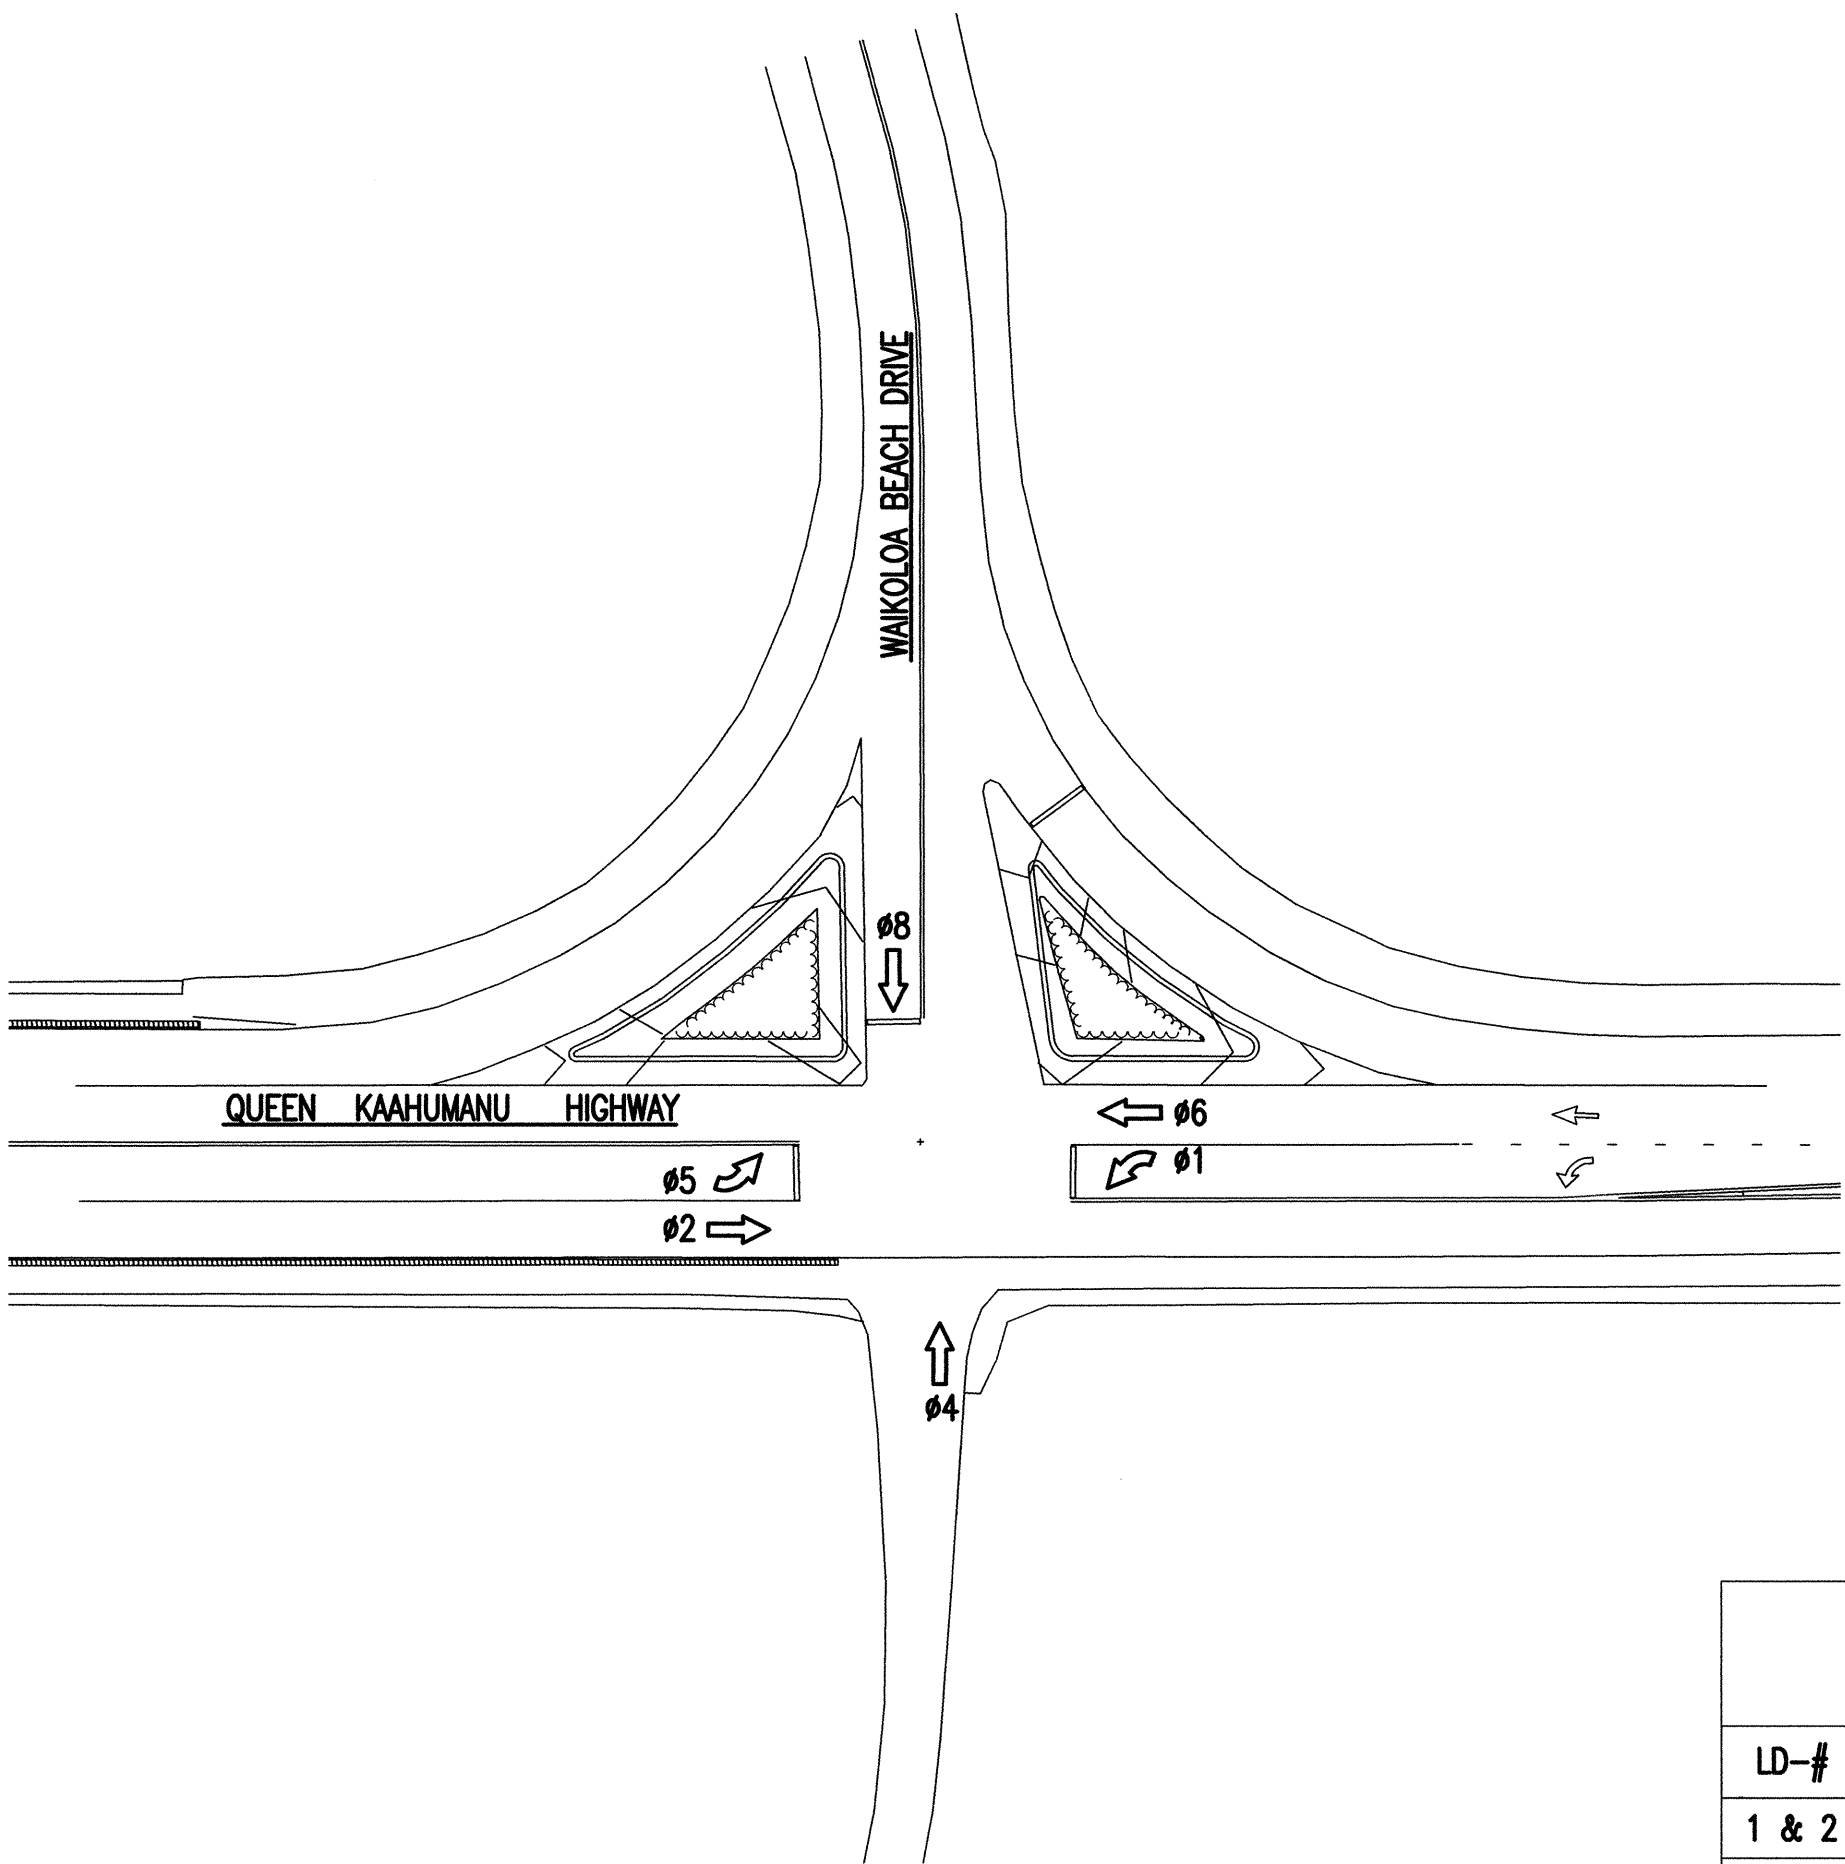 WAIKOLOA BEACH DRIVE
ø8
QUEEN KAAHUMANU HIGHWAY
ø6
ø5
ø1
ø2
ø4
LD-#
1 & 2